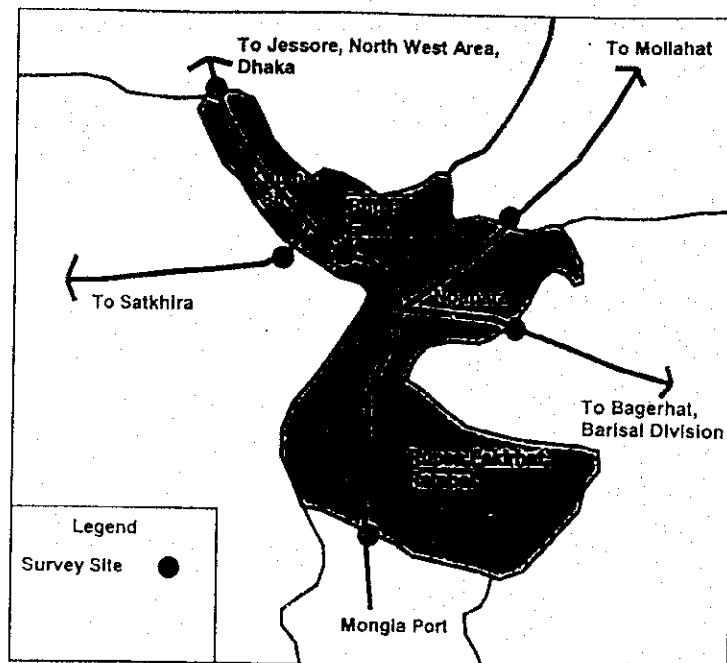 To Jessore, North West Area,
Dhaka
To Mollahat
To Satkhira
To Bagerhat,
Barisal Division
Legend
Survey Site
Mongla Port